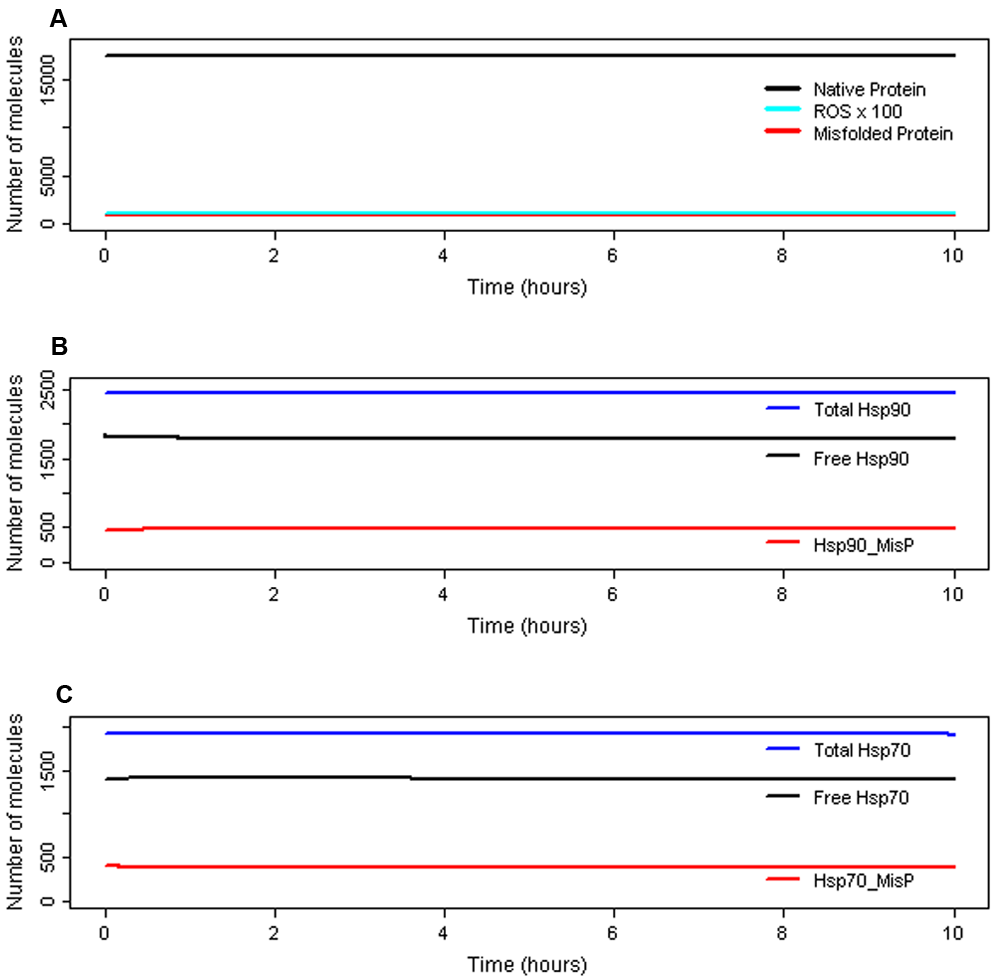 A
Number of molecules
15000
5000
0
Native Protein
ROS x 100
Misfolded Protein
0 2 4 6 8 10
Time (hours)
B
Number of molecules
2500
1500
500
0
Total Hsp90
Free Hsp90
Hsp90_MisP
0 2 4 6 8 10
Time (hours)
C
Number of molecules
1500
500
0
Total Hsp70
Free Hsp70
Hsp70_MisP
0 2 4 6 8 10
Time (hours)